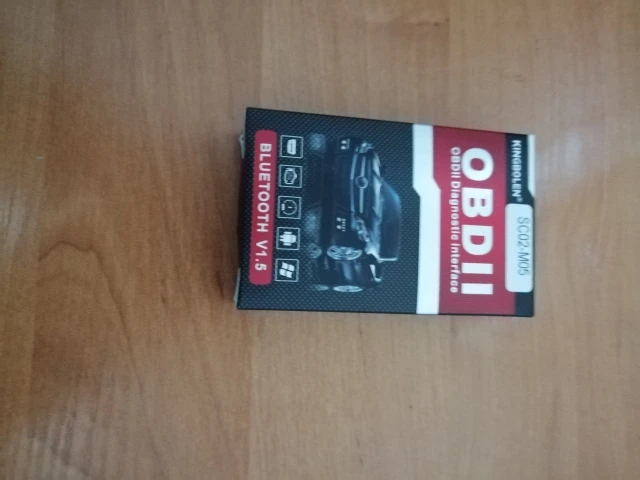 KINGBOLEN®
SC02-M05
OBDII
OBDII Diagnostic Interface
BLUETOOTH V1.5